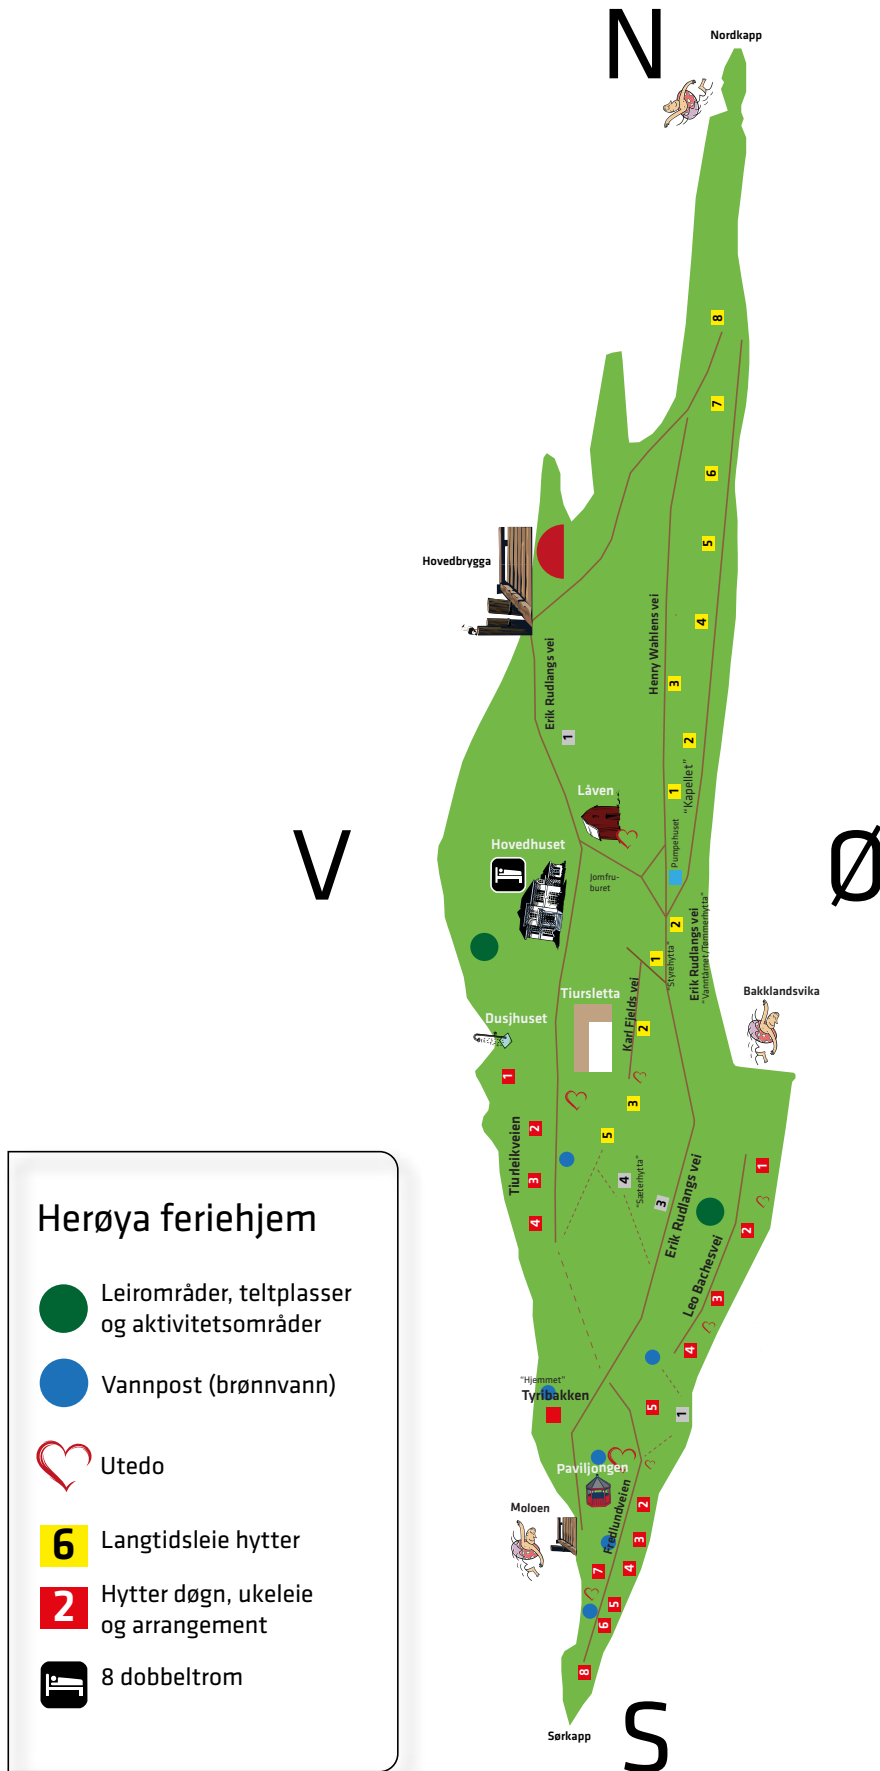 N
Nordkapp
8
7
6
5
Hovedbrygga
4
Henry Wahlens vei
Erik Rudlangs vei
3
1
2
"Kapellet"
Låven
1
Pumpehuset
V
Ø
Hovedhuset
Jomfru-
buret
2
Erik Rudlangs vei
"Vanntårnet/Tømmerhytta"
1
"Styrehytta"
Tiursletta
Bakklandsvika
Karl Fjelds vei
2
Dusjhuset
1
3
Tiurleikveien
2
5
3
4
"Sæterhytta"
3
4
Erik Rudlangs vei
1
2
Leo Bachesvei
3
4
"Hjemmet"
Tyribakken
5
1
Paviljongen
Moloen
Fredlundveien
2
3
4
7
5
6
8
Sørkapp
S
Herøya feriehjem
Leirområder, teltplasser
og aktivitetsområder
Vannpost (brønnvann)
Utedo
6
Langtidsleie hytter
2
Hytter døgn, ukeleie
og arrangement
8 dobbeltrom